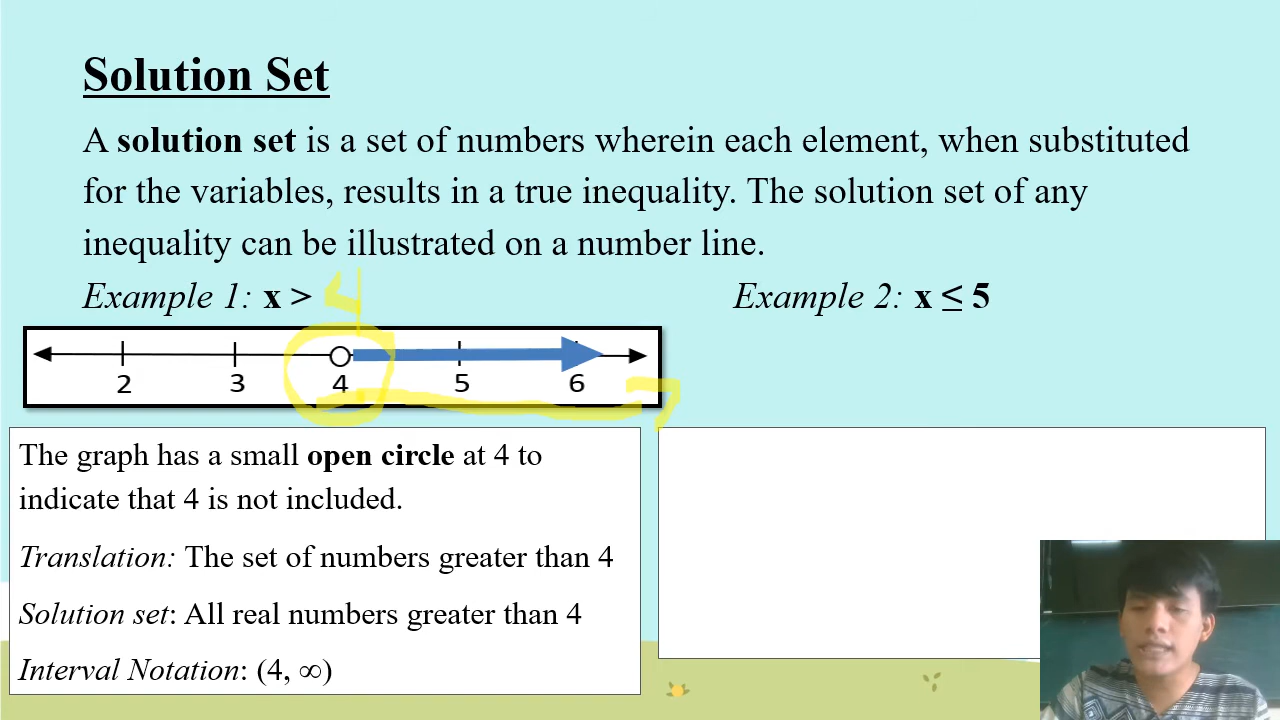 Solution Set
A solution set is a set of numbers wherein each element, when substituted
for the variables, results in a true inequality. The solution set of any
inequality can be illustrated on a number line.
Example 1: x > 4
Example 2: x ≤ 5
2 3 4 5 6
The graph has a small open circle at 4 to
indicate that 4 is not included.
Translation: The set of numbers greater than 4
Solution set: All real numbers greater than 4
Interval Notation: (4, ∞)